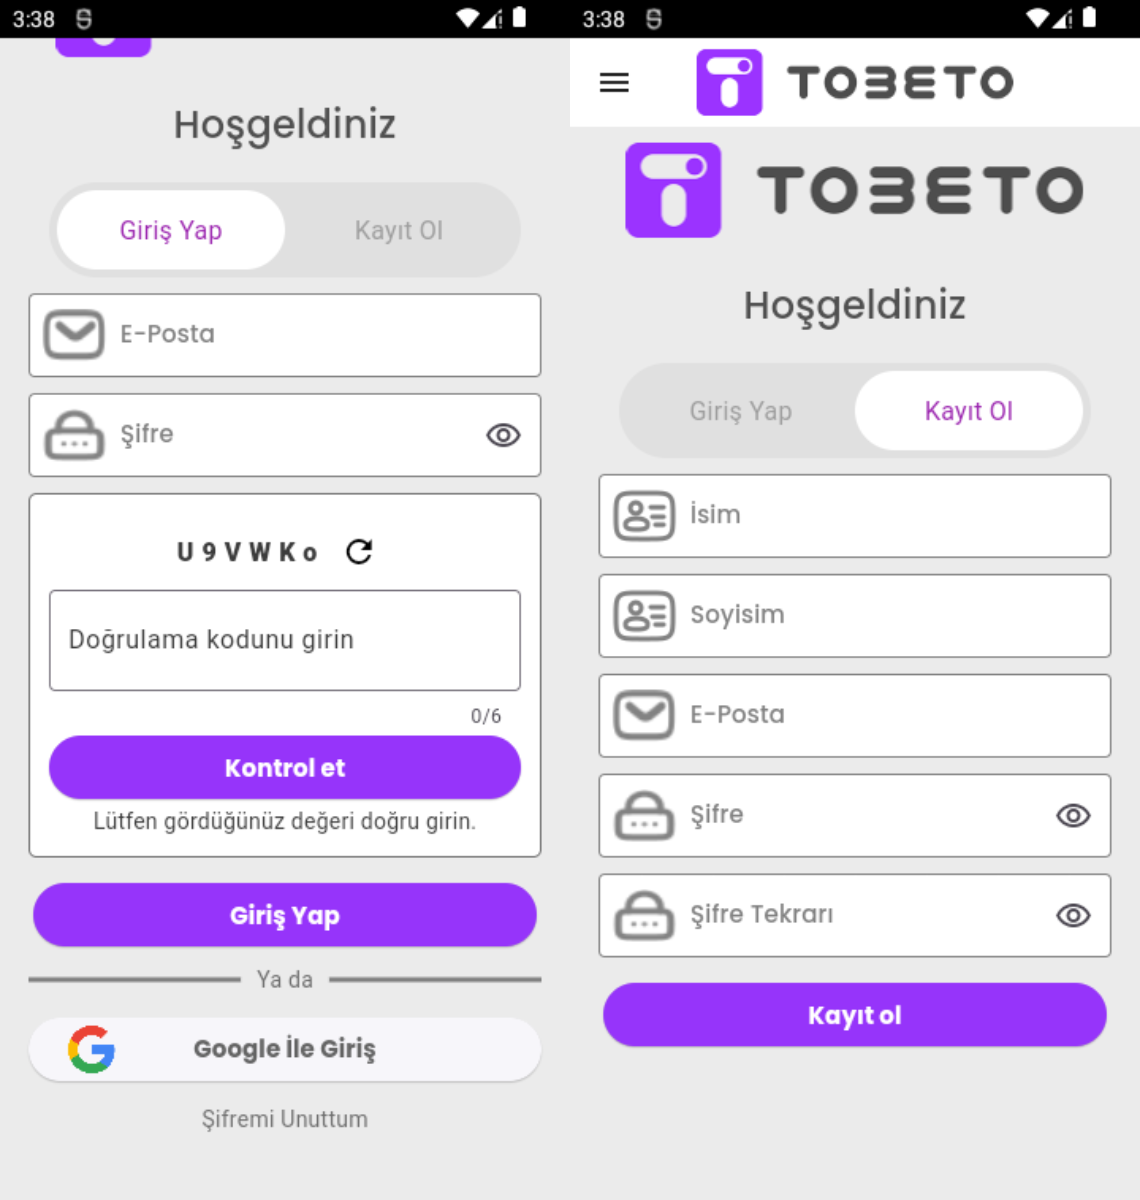 3:38
Hoşgeldiniz
Giriş Yap
Kayıt Ol
E-Posta
Şifre
U9VWKo
Doğrulama kodunu girin
0/6
Kontrol et
Lütfen gördüğünüz değeri doğru girin.
Giriş Yap
Ya da
Google İle Giriş
Şifremi Unuttum
3:38
TOBETO
TOBETO
Hoşgeldiniz
Giriş Yap
Kayıt Ol
İsim
Soyisim
E-Posta
Şifre
Şifre Tekrarı
Kayıt ol